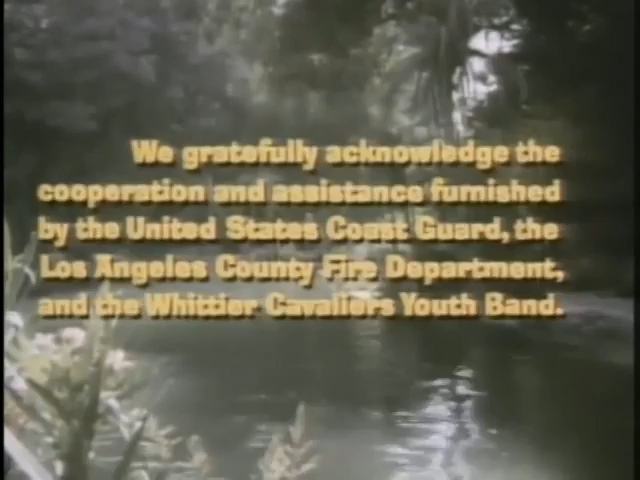 We gratefully acknowledge the
cooperation and assistance furnished
by the United States Coast Guard, the
Los Angeles County Fire Department,
and the Whittier Cavaliers Youth Band.